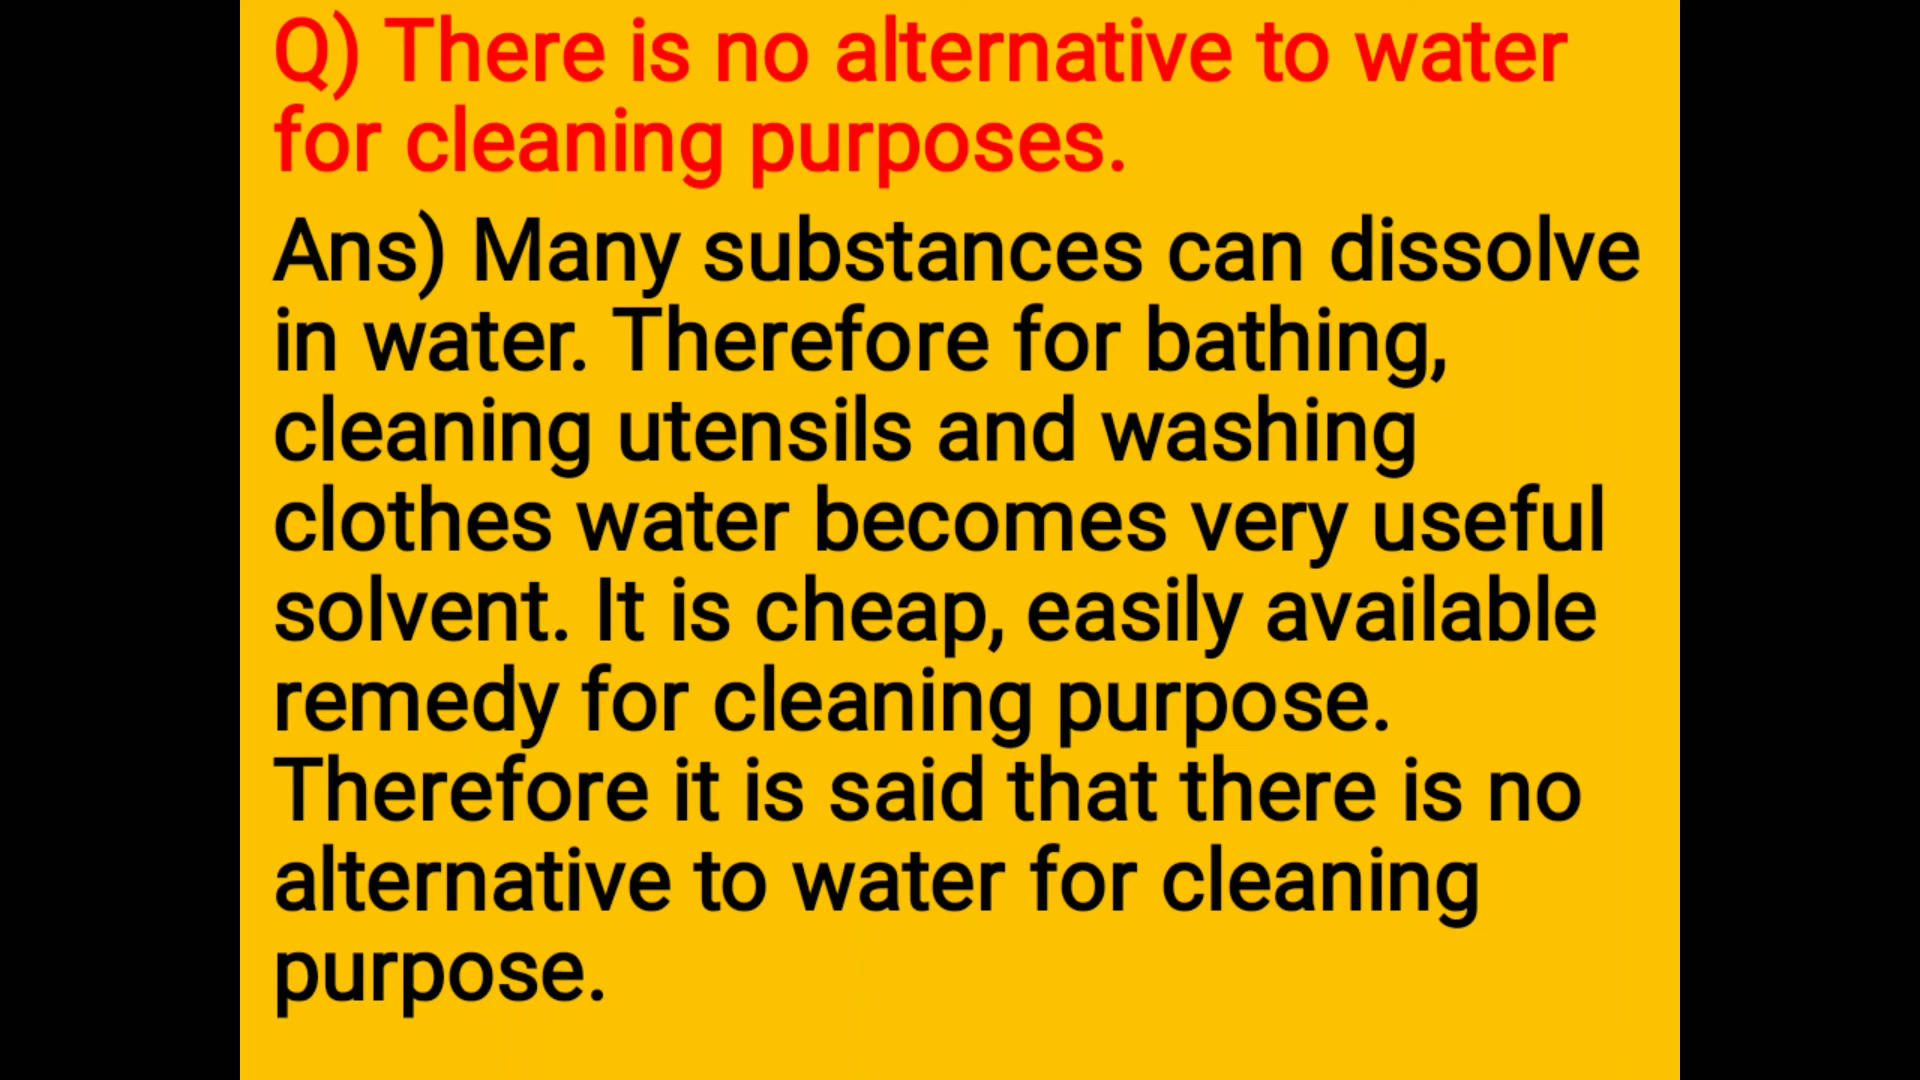 Q) There is no alternative to water
for cleaning purposes.
Ans) Many substances can dissolve
in water. Therefore for bathing,
cleaning utensils and washing
clothes water becomes very useful
solvent. It is cheap, easily available
remedy for cleaning purpose.
Therefore it is said that there is no
alternative to water for cleaning
purpose.